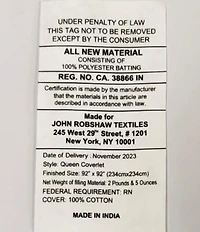 UNDER PENALTY OF LAW
THIS TAG NOT TO BE REMOVED
EXCEPT BY THE CONSUMER
ALL NEW MATERIAL
CONSISTING OF
100% POLYESTER BATTING
REG. NO. CA. 38866 IN
Certification is made by the manufacturer
that the materials in this article are
described in accordance with law.
Made for
JOHN ROBSHAW TEXTILES
245 West 29th Street, # 1201
New York, NY 10001
Date of Delivery : November 2023
Style: Queen Coverlet
Finished Size: 92" x 92" (234cmx234cm)
Net Weight of filling Material: 2 Pounds & 5 Ounces
FEDERAL REQUIREMENT: RN
COVER: 100% COTTON
MADE IN INDIA